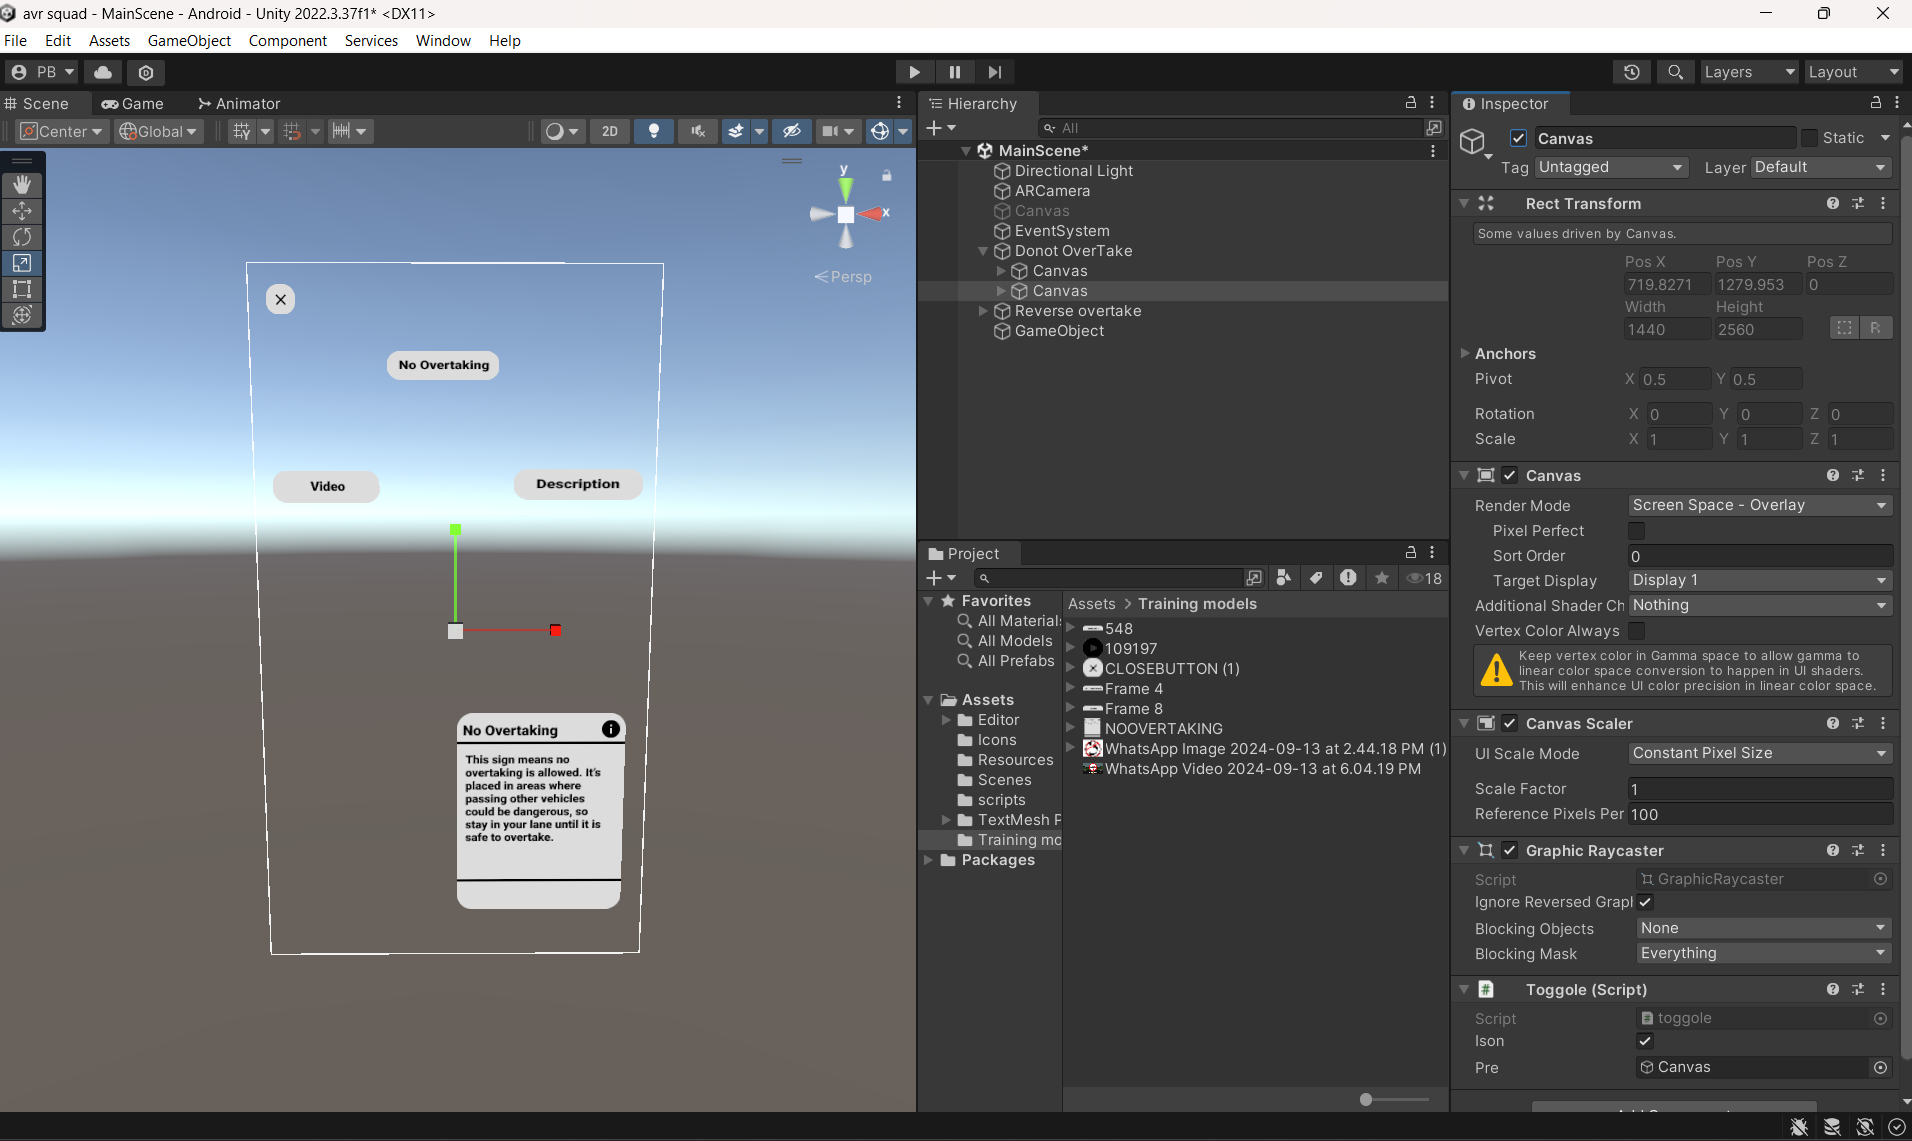 avr squad - MainScene - Android - Unity 2022.3.37f1* <DX11>
File Edit Assets GameObject Component Services Window Help
PB
Layers
Layout
Scene
Game
Animator
Center
Global
2D
y
x
Persp
No Overtaking
Video
Description
No Overtaking
This sign means no
overtaking is allowed. It's
placed in areas where
passing other vehicles
could be dangerous, so
stay in your lane until it is
safe to overtake.
Hierarchy
All
MainScene*
Directional Light
ARCamera
Canvas
EventSystem
Donot OverTake
Canvas
Canvas
Reverse overtake
GameObject
Project
18
Favorites
All Material
All Models
All Prefabs
Assets
Editor
Icons
Resources
Scenes
scripts
TextMesh P
Training mo
Packages
Assets > Training models
548
109197
CLOSEBUTTON (1)
Frame 4
Frame 8
NOOVERTAKING
WhatsApp Image 2024-09-13 at 2.44.18 PM (1)
WhatsApp Video 2024-09-13 at 6.04.19 PM
Inspector
Canvas
Static
Tag Untagged Layer Default
Rect Transform
Some values driven by Canvas.
Pos X Pos Y Pos Z
719.8271 1279.953 0
Width Height
1440 2560 R
Anchors
Pivot X 0.5 Y 0.5
Rotation X 0 Y 0 Z 0
Scale X 1 Y 1 Z 1
Canvas
Render Mode Screen Space - Overlay
Pixel Perfect
Sort Order 0
Target Display Display 1
Additional Shader Ch Nothing
Vertex Color Always
Keep vertex color in Gamma space to allow gamma to
linear color space conversion to happen in UI shaders.
This will enhance UI color precision in linear color space.
Canvas Scaler
UI Scale Mode Constant Pixel Size
Scale Factor 1
Reference Pixels Per 100
Graphic Raycaster
Script GraphicRaycaster
Ignore Reversed Grapl
Blocking Objects None
Blocking Mask Everything
Toggole (Script)
Script toggole
Ison
Pre Canvas